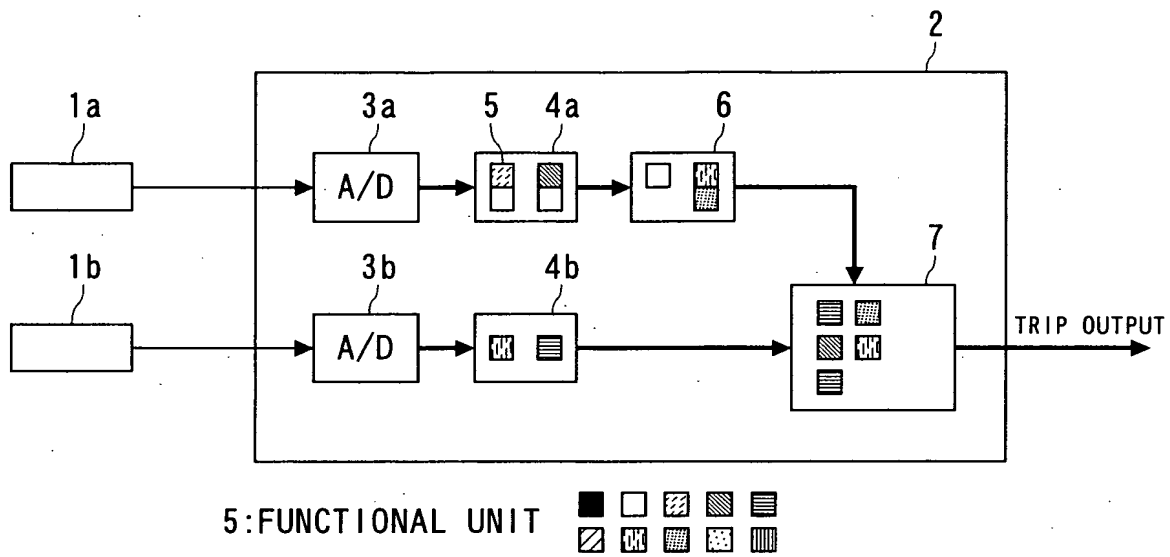 2
1a
3a
5
4a
6
A/D
1b
3b
4b
7
A/D
TRIP OUTPUT
5:FUNCTIONAL UNIT